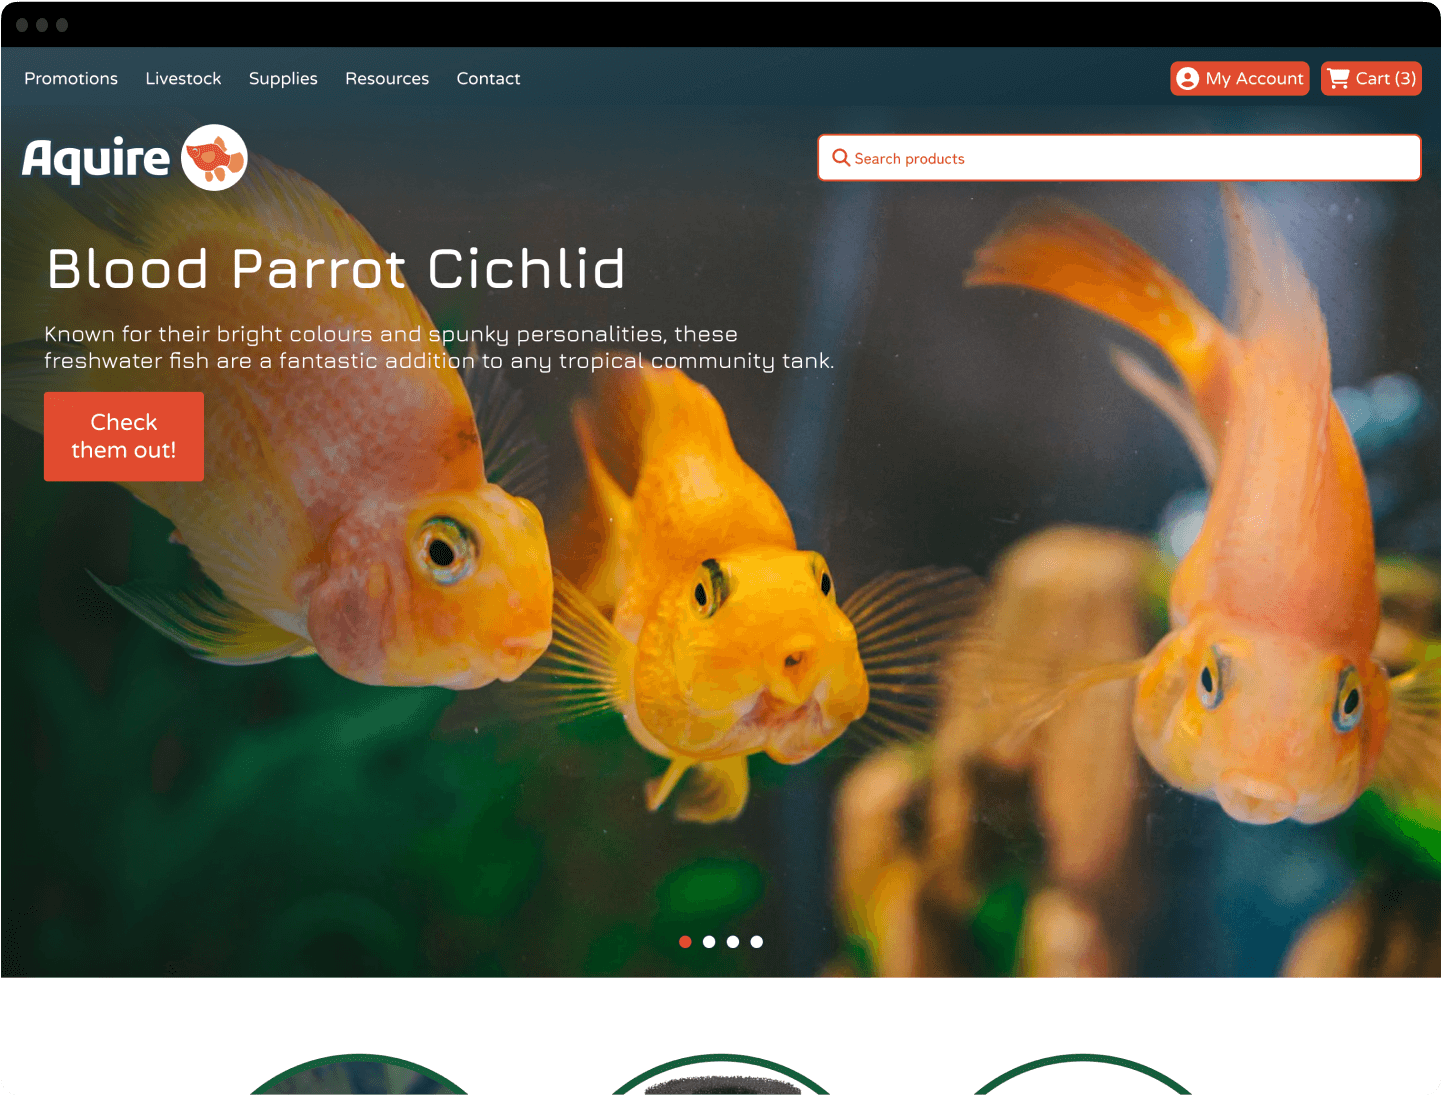 Promotions Livestock Supplies Resources Contact My Account Cart (3)
Aquire Search products
Blood Parrot Cichlid
Known for their bright colours and spunky personalities, these
freshwater fish are a fantastic addition to any tropical community tank.
Check
them out!